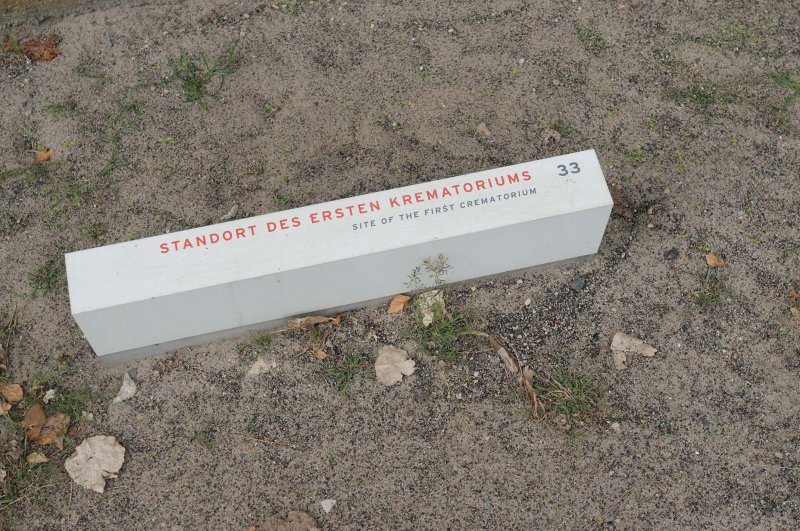 STANDORT DES ERSTEN KREMATORIUMS 33
SITE OF THE FIRST CREMATORIUM